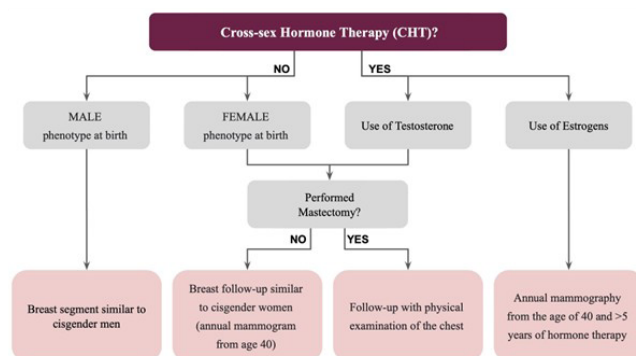 Cross-sex Hormone Therapy (CHT)?
NO
YES
MALE
phenotype at birth
FEMALE
phenotype at birth
Use of Testosterone
Use of Estrogens
Performed
Mastectomy?
NO
YES
Breast segment similar to
cisgender men
Breast follow-up similar
to cisgender women
(annual mammogram
from age 40)
Follow-up with physical
examination of the chest
Annual mammography
from the age of 40 and >5
years of hormone therapy